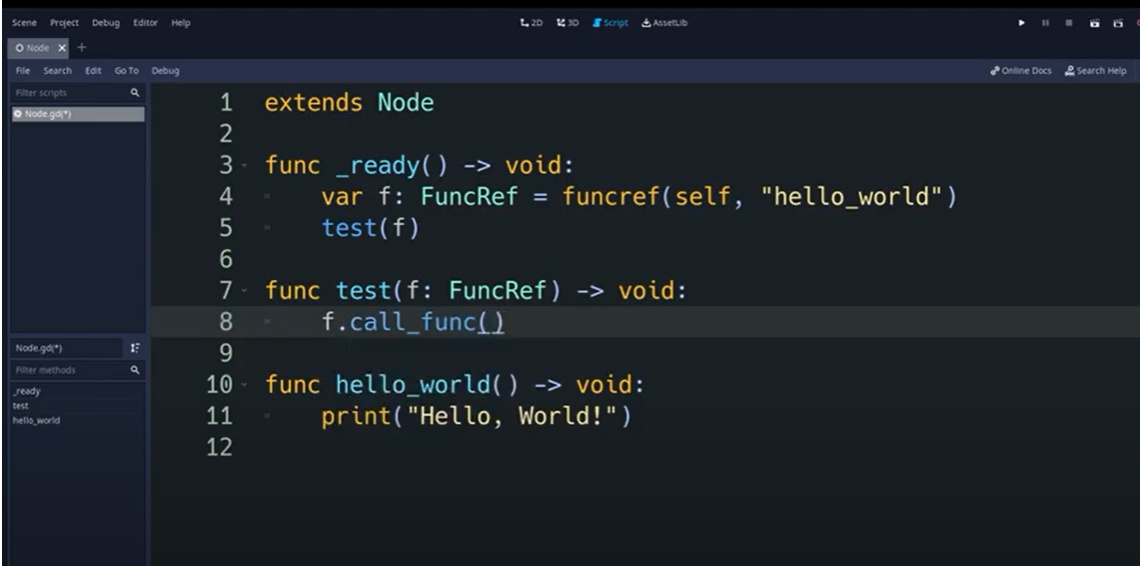 Scene Project Debug Editor Help 2D 3D Script AssetLib
Node
File Search Edit Go To Debug Online Docs Search Help
Filter scripts
Node.gd(*)
1 extends Node
2
3 func _ready() -> void:
4 var f: FuncRef = funcref(self, "hello_world")
5 test(f)
6
7 func test(f: FuncRef) -> void:
8 f.call_func()
9
10 func hello_world() -> void:
11 print("Hello, World!")
12
Node.gd(*)
Filter methods
_ready
test
hello_world